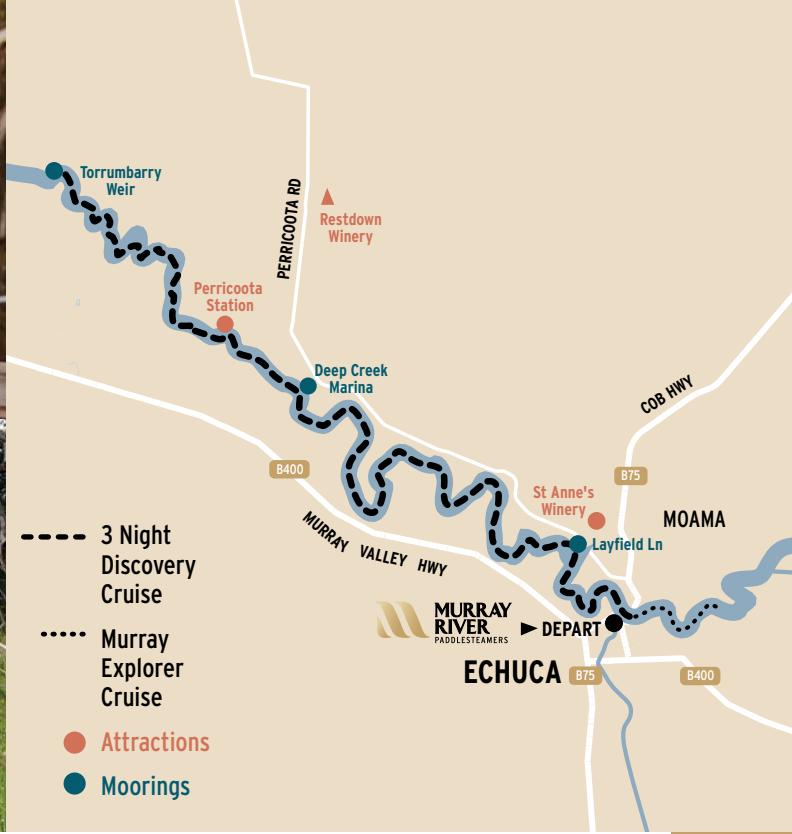 Torrumbarry
Weir
PERRICOOTA RD
Restdown
Winery
Perricoota
Station
Deep Creek
Marina
COB HWY
B400
B75
St Anne's
Winery
MOAMA
MURRAY VALLEY HWY
Layfield Ln
3 Night
Discovery
Cruise
MURRAY
RIVER
PADDLESTEAMERS
DEPART
Murray
Explorer
Cruise
ECHUCA
B75
B400
Attractions
Moorings